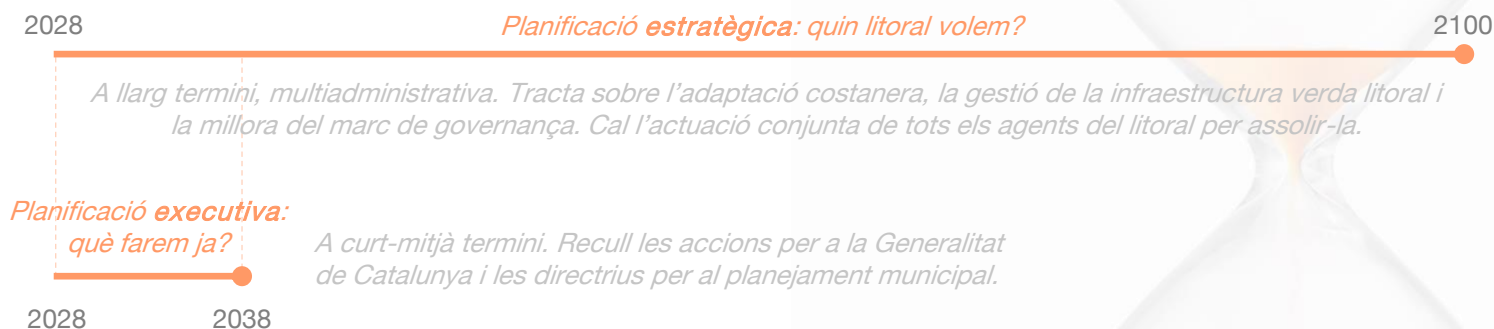 2028
Planificació estratègica: quin litoral volem?
2100
A llarg termini, multiadministrativa. Tracta sobre l’adaptació costanera, la gestió de la infraestructura verda litoral i
la millora del marc de governança. Cal l’actuació conjunta de tots els agents del litoral per assolir-la.
Planificació executiva:
què farem ja?
A curt-mitjà termini. Recull les accions per a la Generalitat
de Catalunya i les directrius per al planejament municipal.
2028
2038